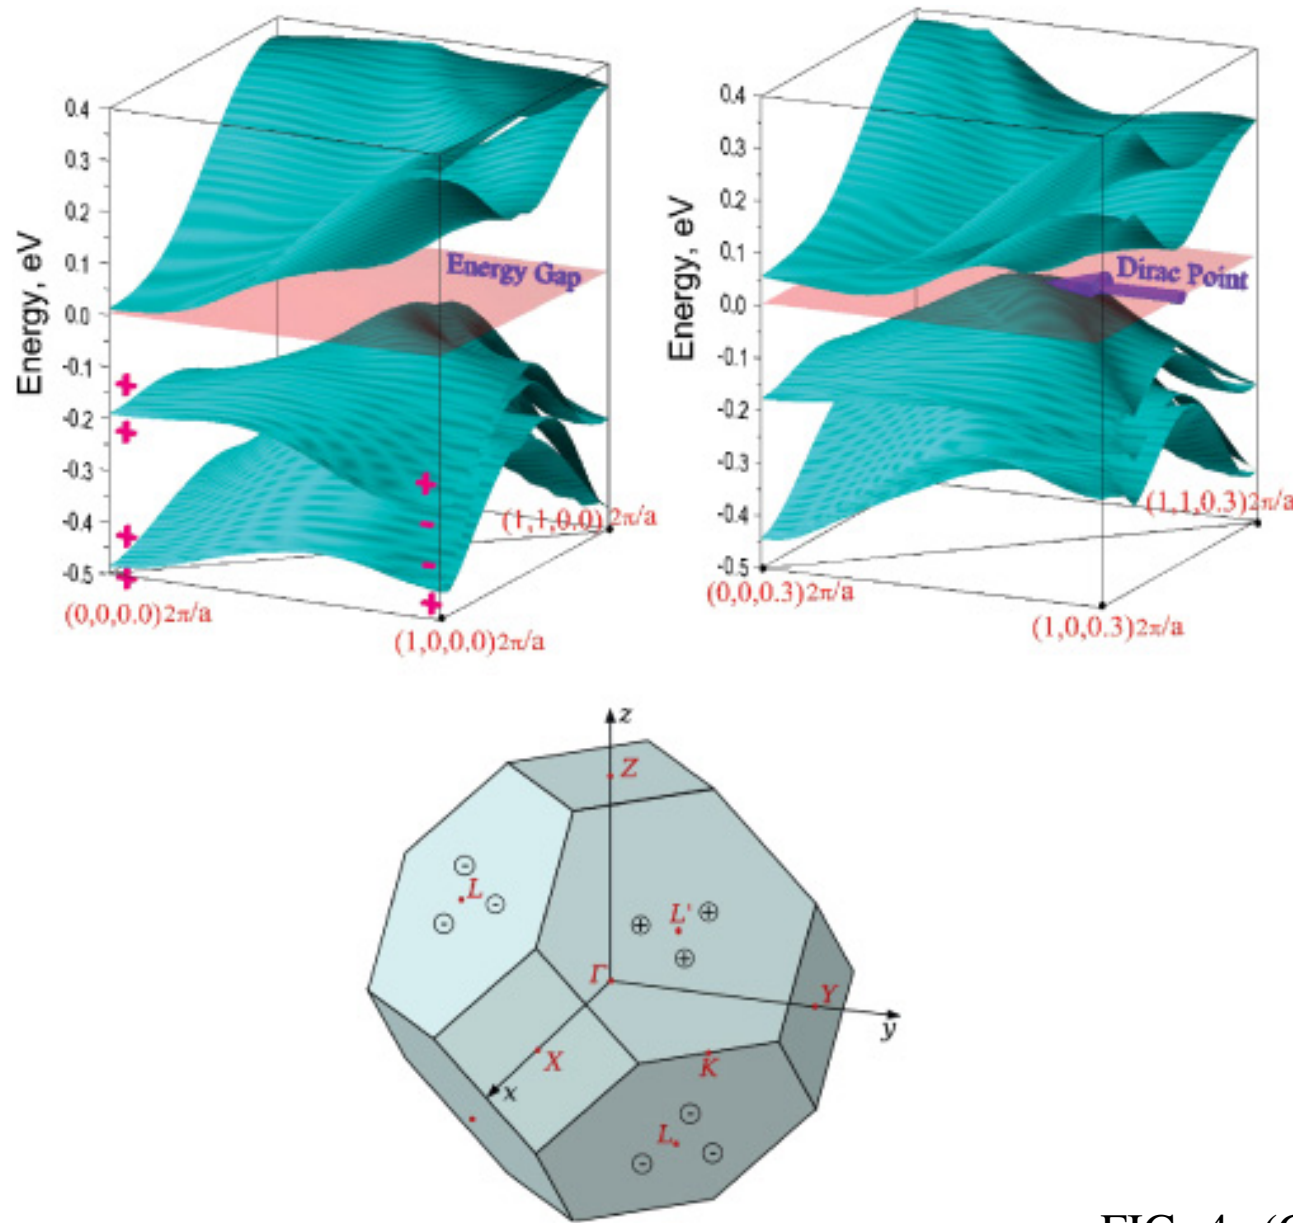 0.4
0.3
0.2
0.1
0.0
-0.1
-0.2
-0.3
-0.4
-0.5
Energy, eV
Energy Gap
+
+
+
+
+
-
-
+
(0,0,0.0)2π/a
(1,0,0.0)2π/a
(1,1,0.0)2π/a
0.4
0.3
0.2
0.1
0.0
-0.1
-0.2
-0.3
-0.4
-0.5
Energy, eV
Dirac Point
(0,0,0.3)2π/a
(1,0,0.3)2π/a
(1,1,0.3)2π/a
z
Z
-
L
-
-
L'
+
+
+
Γ
Y
y
X
x
K
-
L
-
-